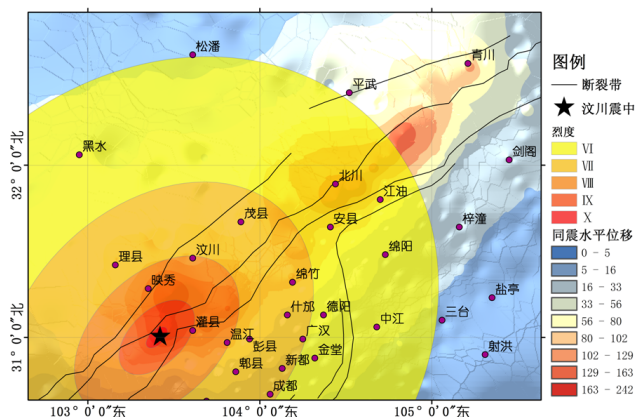 松潘
青川
平武
黑水
剑阁
北川
江油
茂县
安县
梓潼
理县
汶川
绵阳
映秀
绵竹
盐亭
什邡
德阳
三台
灌县
中江
温江
彭县
广汉
金堂
射洪
郫县
新都
成都
32° 0′0″北
31° 0′0″北
103° 0′0″东
104° 0′0″东
105° 0′0″东
图例
断裂带
汶川震中
烈度
VI
VII
VIII
IX
X
同震水平位移
0 - 5
5 - 16
16 - 33
33 - 56
56 - 80
80 - 102
102 - 129
129 - 163
163 - 242